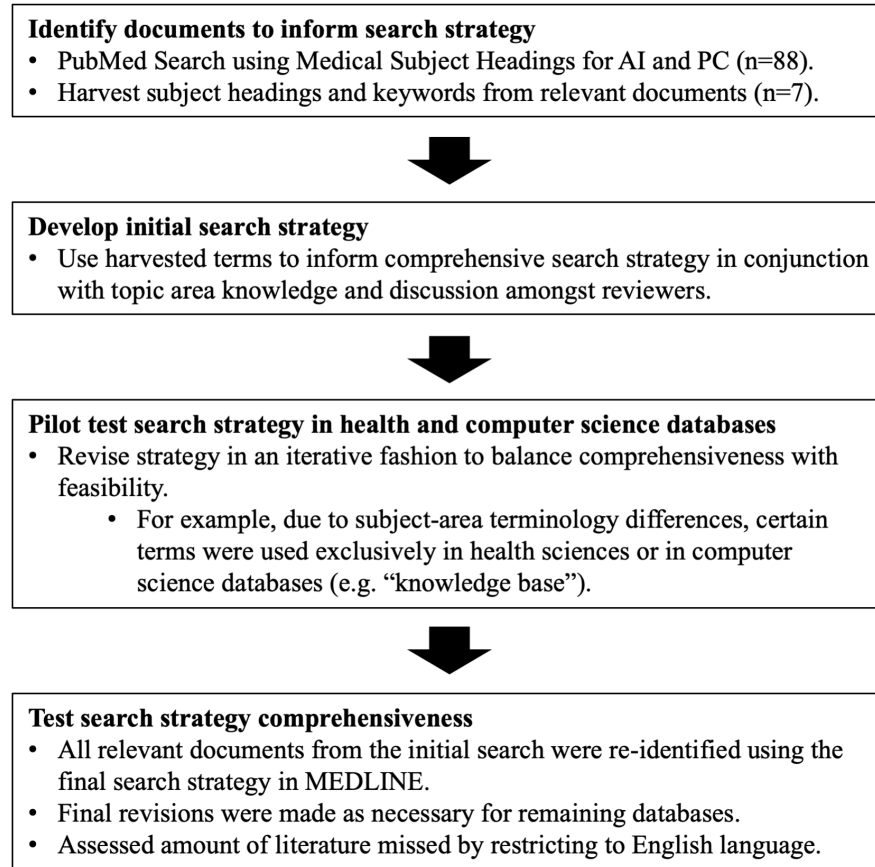 Identify documents to inform search strategy
• PubMed Search using Medical Subject Headings for AI and PC (n=88).
• Harvest subject headings and keywords from relevant documents (n=7).
Develop initial search strategy
• Use harvested terms to inform comprehensive search strategy in conjunction
with topic area knowledge and discussion amongst reviewers.
Pilot test search strategy in health and computer science databases
• Revise strategy in an iterative fashion to balance comprehensiveness with
feasibility.
• For example, due to subject-area terminology differences, certain
terms were used exclusively in health sciences or in computer
science databases (e.g. “knowledge base”).
Test search strategy comprehensiveness
• All relevant documents from the initial search were re-identified using the
final search strategy in MEDLINE.
• Final revisions were made as necessary for remaining databases.
• Assessed amount of literature missed by restricting to English language.